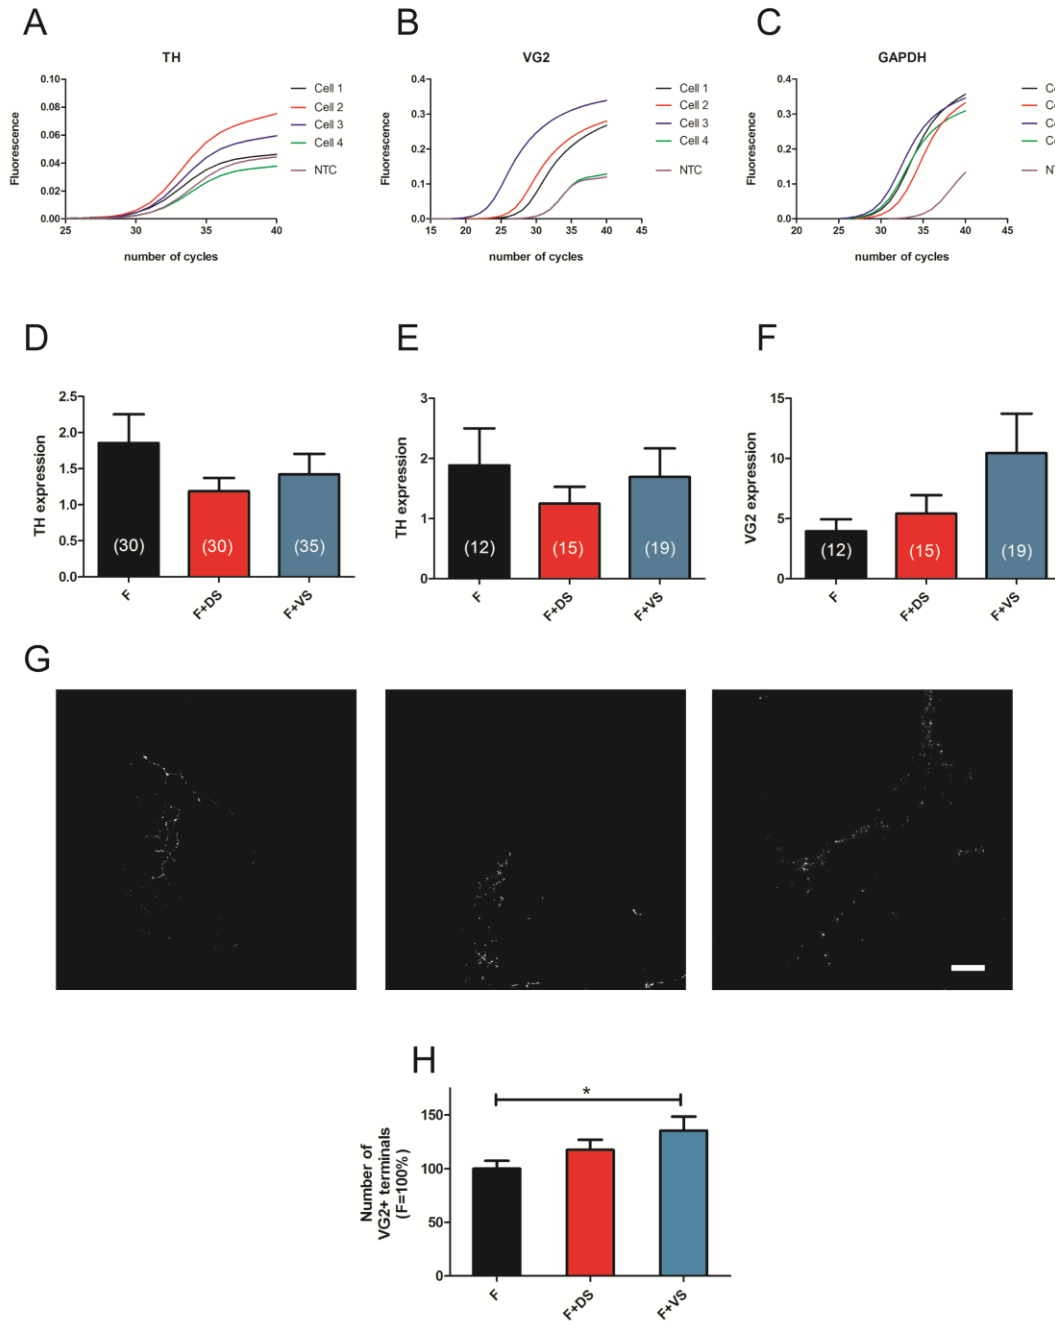 A
B
C
TH
VG2
GAPDH
Fluorescence
0.10
0.08
0.06
0.04
0.02
0.00
25
30
35
40
number of cycles
Cell 1
Cell 2
Cell 3
Cell 4
NTC
Fluorescence
0.4
0.3
0.2
0.1
0.0
15
20
25
30
35
40
45
number of cycles
Cell 1
Cell 2
Cell 3
Cell 4
NTC
Fluorescence
0.4
0.3
0.2
0.1
0.0
20
25
30
35
40
45
number of cycles
Ce
Ce
Ce
Ce
NT
D
E
F
TH expression
2.5
2.0
1.5
1.0
0.5
0.0
(30)
(30)
(35)
F
F+DS
F+VS
TH expression
3
2
1
0
(12)
(15)
(19)
F
F+DS
F+VS
VG2 expression
15
10
5
0
(12)
(15)
(19)
F
F+DS
F+VS
G
H
Number of
VG2+ terminals
(F=100%)
150
100
50
0
*
F
F+DS
F+VS